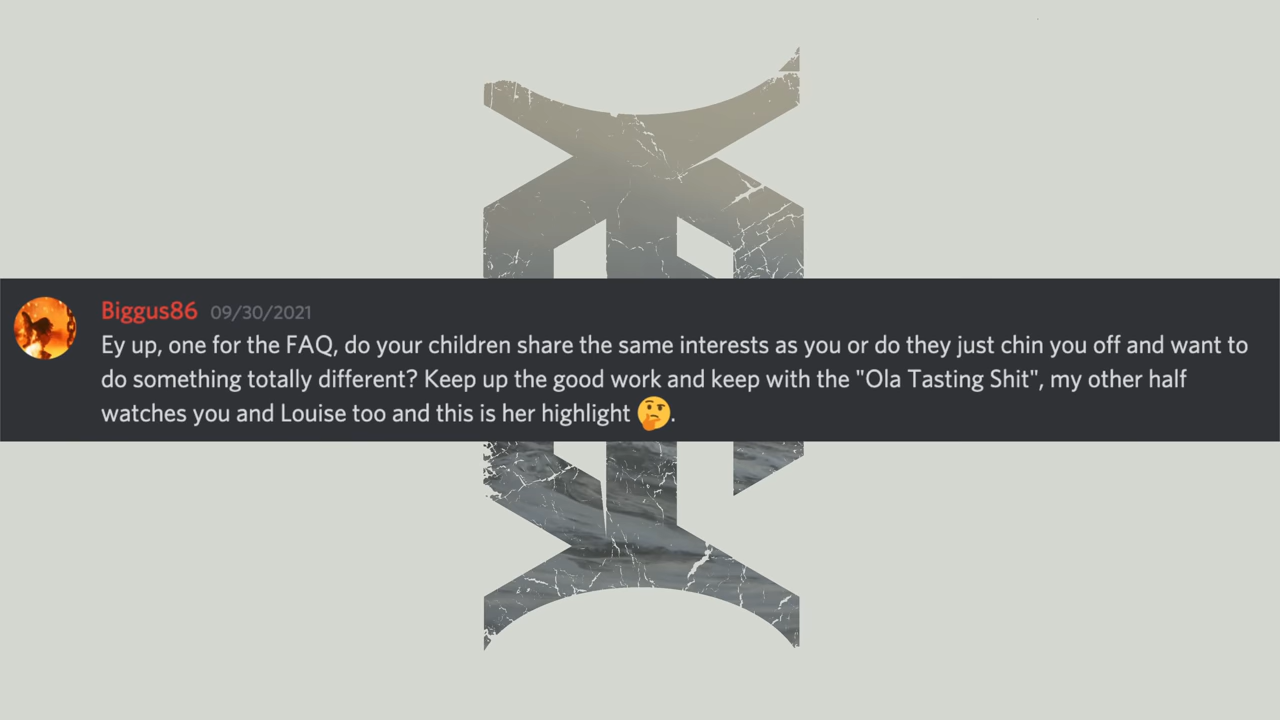 Biggus86 09/30/2021
Ey up, one for the FAQ, do your children share the same interests as you or do they just chin you off and want to
do something totally different? Keep up the good work and keep with the "Ola Tasting Shit", my other half
watches you and Louise too and this is her highlight 🤔.